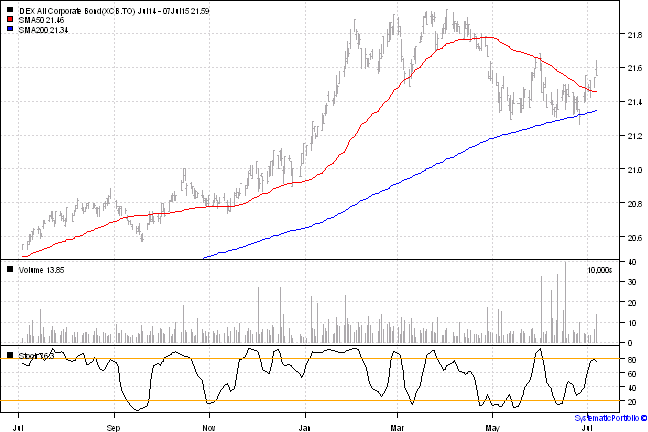 DEX All Corporate Bond(XCB.TO) Jul14 - 07Jul15 21.59
SMA50 21.46
SMA200 21.34
21.8
21.6
21.4
21.2
21.0
20.8
20.6
Volume 13.85
10,000s
40
30
20
10
0
80
60
40
20
Jul
Sep
Nov
Jan
Mar
May
Jul
SystematicPortfolio ©